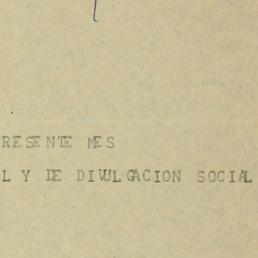 RESENTE MES
L Y DE DIVULGACION SOCIAL